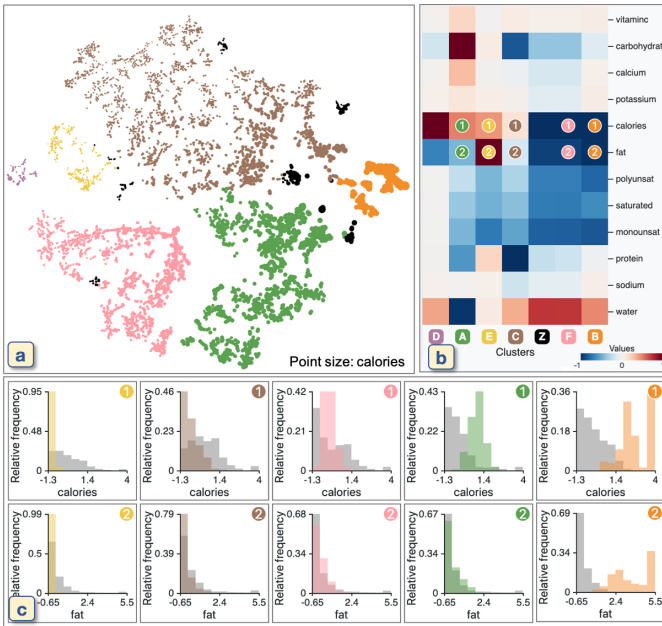 a
Point size: calories
vitaminc
carbohydrat
calcium
potassium
calories
1 1 1 1 1
fat
2 2 2 2 2
polyunsat
saturated
monounsat
protein
sodium
water
D A E C Z F B
Clusters
Values
-1 0 1
b
Relative frequency
0.95
0.48
0
-1.3 1.4 4
calories
1
Relative frequency
0.46
0.23
0
-1.3 1.4 4
calories
1
Relative frequency
0.42
0.21
0
-1.3 1.4 4
calories
1
Relative frequency
0.43
0.22
0
-1.3 1.4 4
calories
1
Relative frequency
0.36
0.18
0
-1.3 1.4 4
calories
1
Relative frequency
0.99
0.5
0
-0.65 2.4 5.5
fat
2
Relative frequency
0.79
0.39
0
-0.65 2.4 5.5
fat
2
Relative frequency
0.68
0.34
0
-0.65 2.4 5.5
fat
2
Relative frequency
0.67
0.34
0
-0.65 2.4 5.5
fat
2
Relative frequency
0.69
0.34
0
-0.65 2.4 5.5
fat
2
c